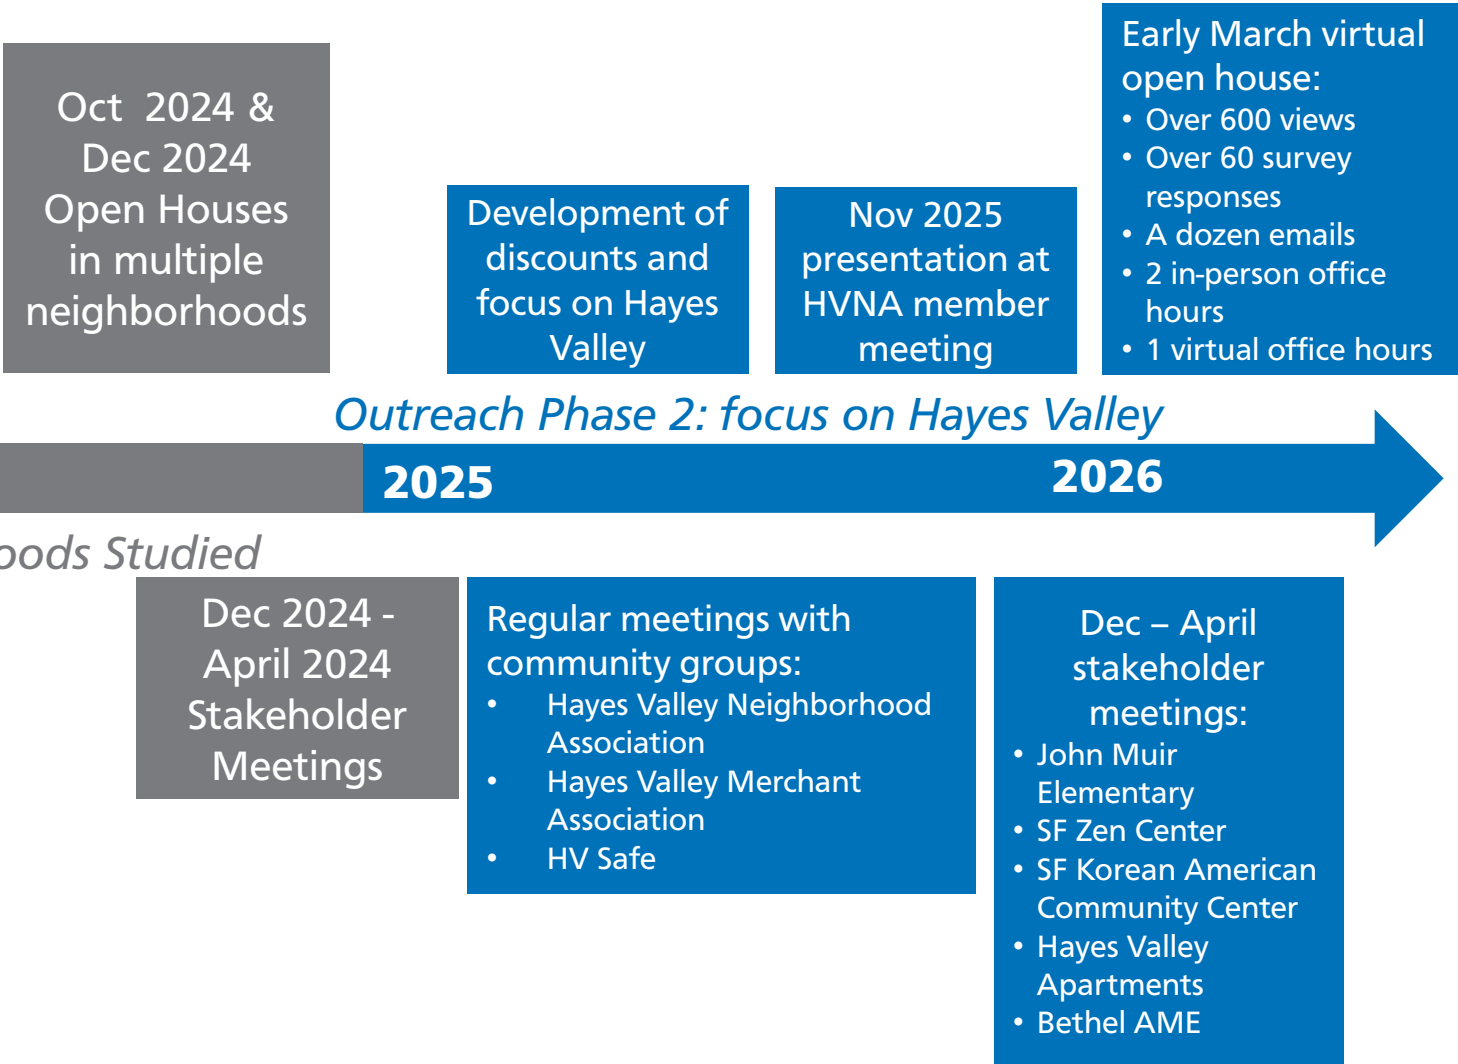 Oct 2024 &
Dec 2024
Open Houses
in multiple
neighborhoods
Development of
discounts and
focus on Hayes
Valley
Nov 2025
presentation at
HVNA member
meeting
Early March virtual
open house:
• Over 600 views
• Over 60 survey
responses
• A dozen emails
• 2 in-person office
hours
• 1 virtual office hours
Outreach Phase 2: focus on Hayes Valley
2025
2026
oods Studied
Dec 2024 -
April 2024
Stakeholder
Meetings
Regular meetings with
community groups:
• Hayes Valley Neighborhood
Association
• Hayes Valley Merchant
Association
• HV Safe
Dec – April
stakeholder
meetings:
• John Muir
Elementary
• SF Zen Center
• SF Korean American
Community Center
• Hayes Valley
Apartments
• Bethel AME